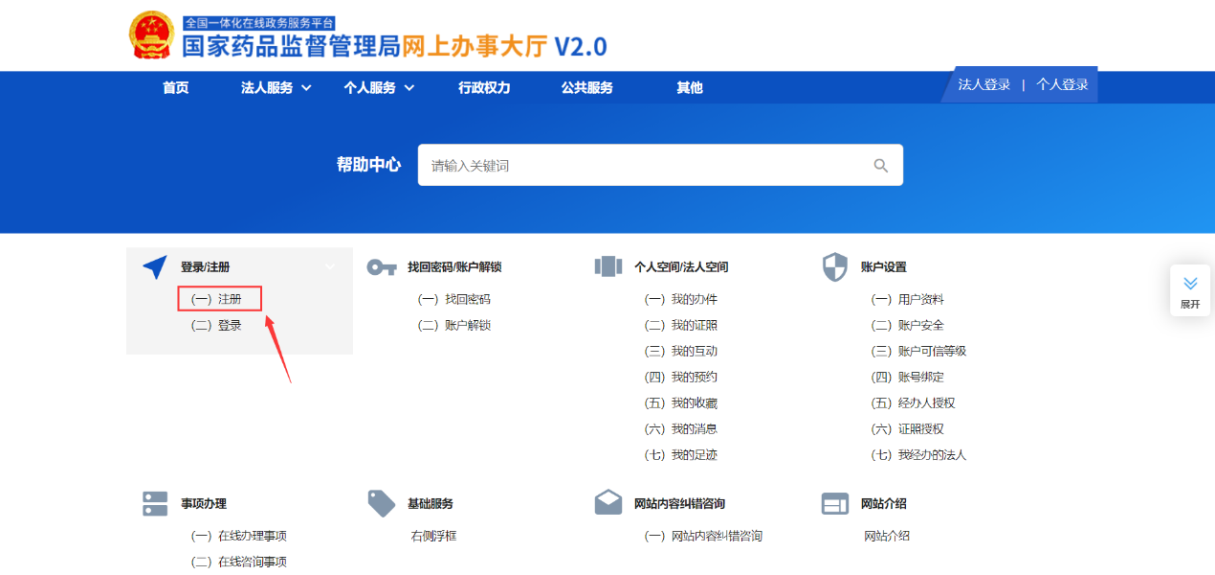 全国一体化在线政务服务平台
国家药品监督管理局网上办事大厅 V2.0
首页 法人服务 个人服务 行政权力 公共服务 其他 法人登录 | 个人登录
帮助中心 请输入关键词
登录/注册
(一) 注册
(二) 登录
找回密码/账户解锁
(一) 找回密码
(二) 账户解锁
个人空间/法人空间
(一) 我的办件
(二) 我的证照
(三) 我的互动
(四) 我的预约
(五) 我的收藏
(六) 我的消息
(七) 我的足迹
账户设置
(一) 用户资料
(二) 账户安全
(三) 账户可信等级
(四) 账号绑定
(五) 经办人授权
(六) 证照授权
(七) 我经办的法人
展开
事项办理
(一) 在线办理事项
(二) 在线咨询事项
基础服务
右侧浮框
网站内容纠错咨询
(一) 网站内容纠错咨询
网站介绍
网站介绍